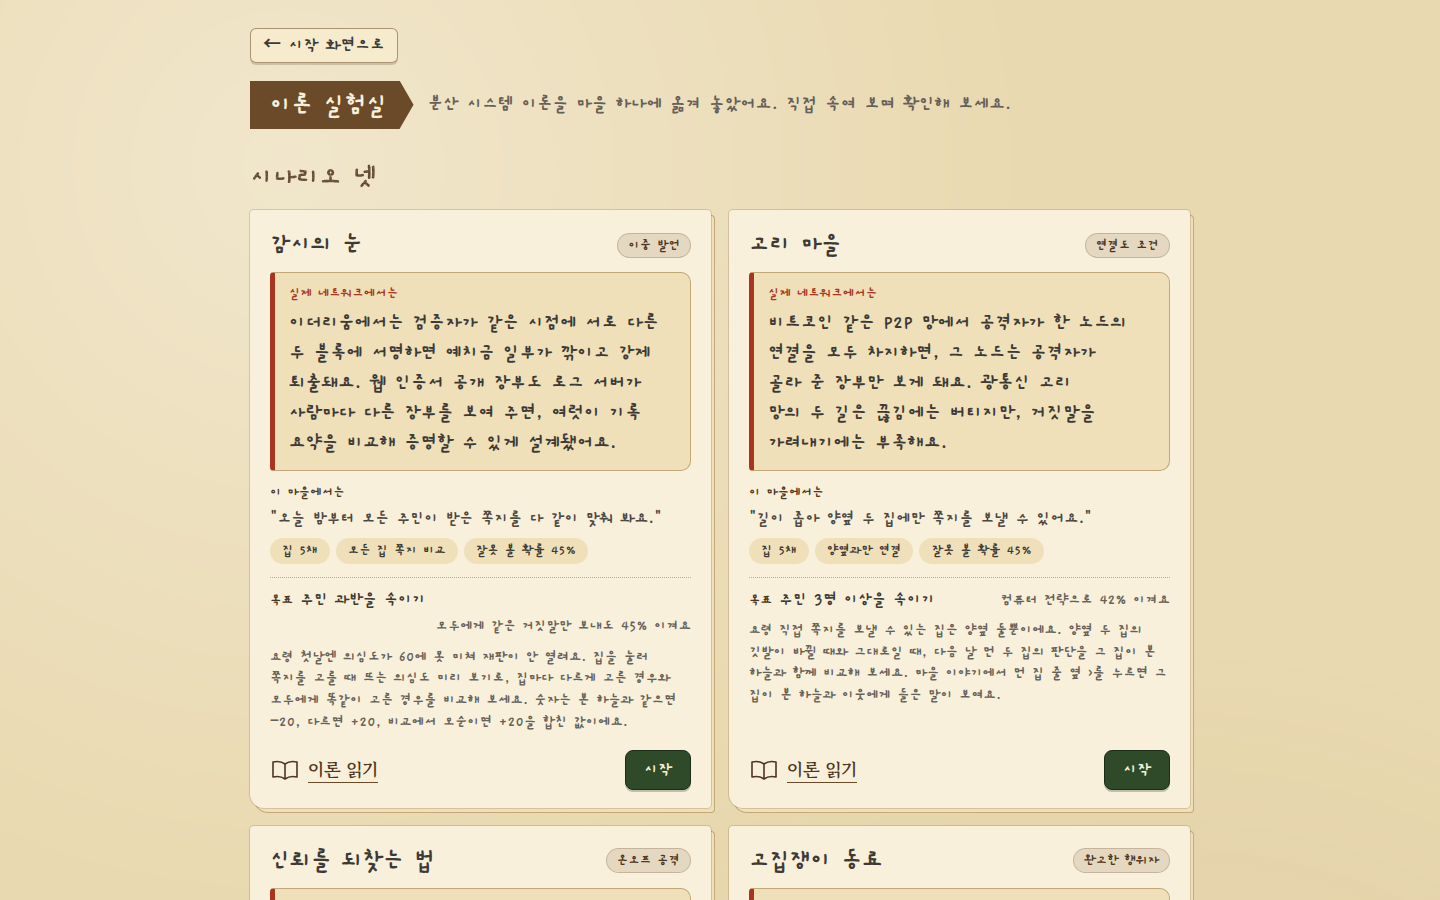 ← 시작 화면으로
이론 실험실
분산 시스템 이론을 마을 하나에 옮겨 놓았어요. 직접 속여 보며 확인해 보세요.
시나리오 넷
감시의 눈
이중 발언
실제 네트워크에서는
이더리움에서는 검증자가 같은 시점에 서로 다른
두 블록에 서명하면 예치금 일부가 깎이고 강제
퇴출돼요. 웹 인증서 공개 장부도 로그 서버가
사람마다 다른 장부를 보여 주면, 여럿이 기록
요약을 비교해 증명할 수 있게 설계됐어요.
이 마을에서는
"오늘 밤부터 모든 주민이 받은 쪽지를 다 같이 맞춰 봐요."
집 5채
모든 집 쪽지 비교
잘못 볼 확률 45%
목표 주민 과반을 속이기
모두에게 같은 거짓말만 보내도 45% 이겨요
요령 첫날엔 의심도가 60에 못 미쳐 재판이 안 열려요. 집을 눌러
쪽지를 고를 때 뜨는 의심도 미리 보기로, 집마다 다르게 고른 경우와
모두에게 똑같이 고른 경우를 비교해 보세요. 숫자는 본 하늘과 같으면
−20, 다르면 +20, 비교에서 모순이면 +20을 합친 값이에요.
이론 읽기
시작
고리 마을
연결도 조건
실제 네트워크에서는
비트코인 같은 P2P 망에서 공격자가 한 노드의
연결을 모두 차지하면, 그 노드는 공격자가
골라 준 장부만 보게 돼요. 광통신 고리
망의 두 길은 끊김에는 버티지만, 거짓말을
가려내기에는 부족해요.
이 마을에서는
"길이 좁아 양옆 두 집에만 쪽지를 보낼 수 있어요."
집 5채
양옆과만 연결
잘못 볼 확률 45%
목표 주민 3명 이상을 속이기
컴퓨터 전략으로 42% 이겨요
요령 직접 쪽지를 보낼 수 있는 집은 양옆 둘뿐이에요. 양옆 두 집의
깃발이 바뀔 때와 그대로일 때, 다음 날 먼 두 집의 판단을 그 집이 본
하늘과 함께 비교해 보세요. 마을 이야기에서 먼 집 줄 옆 ›를 누르면 그
집이 본 하늘과 이웃에게 들은 말이 보여요.
이론 읽기
시작
신뢰를 되찾는 법
온오프 공격
고집쟁이 동료
완고한 행위자